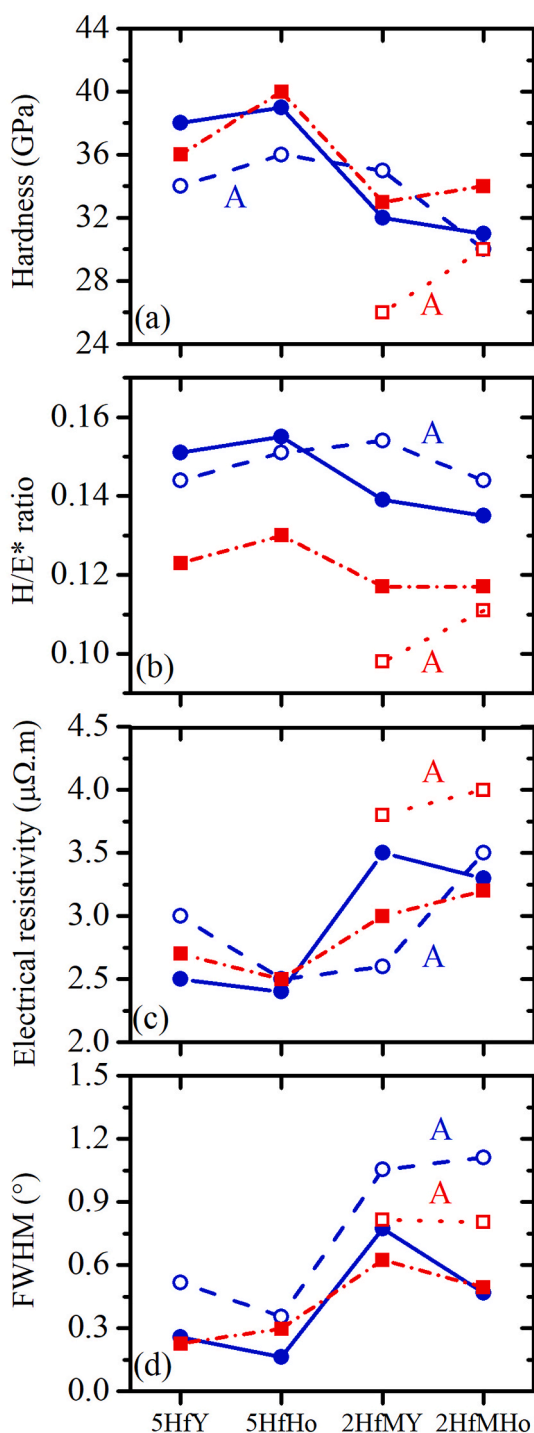 44
40
36
32
28
24
Hardness (GPa)
A
A
(a)
0.16
0.14
0.12
0.10
H/E* ratio
A
A
(b)
4.5
4.0
3.5
3.0
2.5
2.0
Electrical resistivity (μΩ.m)
A
A
(c)
1.5
1.2
0.9
0.6
0.3
0.0
FWHM (°)
A
A
(d)
5HfY 5HfHo 2HfMY 2HfMHo